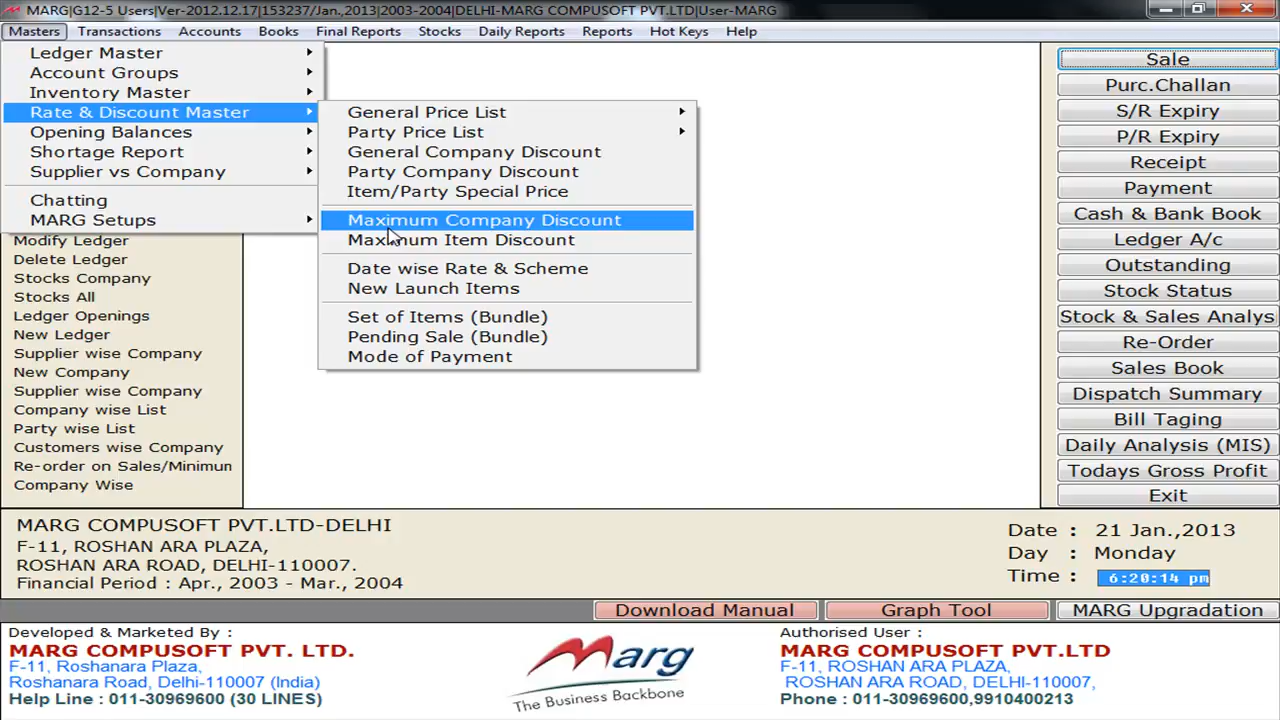 MARG|G12-5 Users|Ver-2012.12.17|153237/Jan.,2013|2003-2004|DELHI-MARG COMPUSOFT PVT.LTD|User-MARG
Masters Transactions Accounts Books Final Reports Stocks Daily Reports Reports Hot Keys Help
Ledger Master
Account Groups
Inventory Master
Rate & Discount Master
Opening Balances
Shortage Report
Supplier vs Company
Chatting
MARG Setups
General Price List
Party Price List
General Company Discount
Party Company Discount
Item/Party Special Price
Maximum Company Discount
Maximum Item Discount
Date wise Rate & Scheme
New Launch Items
Set of Items (Bundle)
Pending Sale (Bundle)
Mode of Payment
Modify Ledger
Delete Ledger
Stocks Company
Stocks All
Ledger Openings
New Ledger
Supplier wise Company
New Company
Supplier wise Company
Company wise List
Party wise List
Customers wise Company
Re-order on Sales/Minimun
Company Wise
Sale
Purc.Challan
S/R Expiry
P/R Expiry
Receipt
Payment
Cash & Bank Book
Ledger A/c
Outstanding
Stock Status
Stock & Sales Analys
Re-Order
Sales Book
Dispatch Summary
Bill Taging
Daily Analysis (MIS)
Todays Gross Profit
Exit
MARG COMPUSOFT PVT.LTD-DELHI
F-11, ROSHAN ARA PLAZA,
ROSHAN ARA ROAD, DELHI-110007.
Financial Period : Apr., 2003 - Mar., 2004
Date : 21 Jan.,2013
Day : Monday
Time : 6:20:14 pm
Download Manual Graph Tool MARG Upgradation
Developed & Marketed By :
MARG COMPUSOFT PVT. LTD.
F-11, Roshanara Plaza,
Roshanara Road, Delhi-110007 (India)
Help Line : 011-30969600 (30 LINES)
Marg
The Business Backbone
Authorised User :
MARG COMPUSOFT PVT.LTD
F-11, ROSHAN ARA PLAZA,
ROSHAN ARA ROAD, DELHI-110007,
Phone : 011-30969600,9910400213